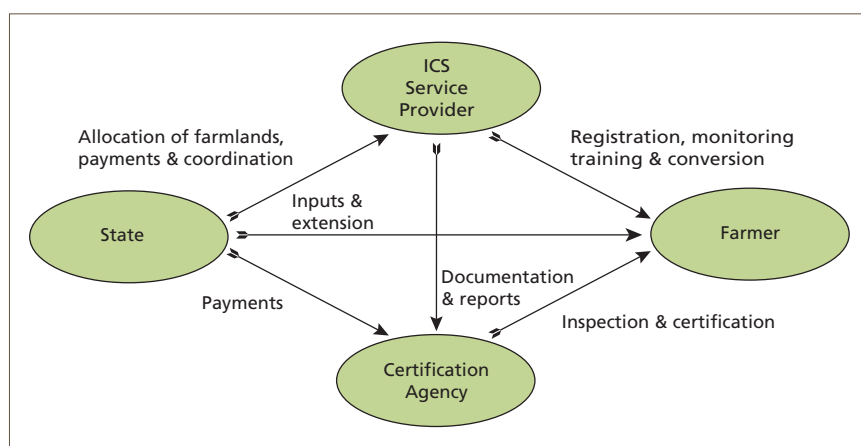 ICS
Service
Provider
Allocation of farmlands,
payments & coordination
Registration, monitoring
training & conversion
Inputs &
extension
State
Farmer
Documentation
& reports
Payments
Inspection & certification
Certification
Agency